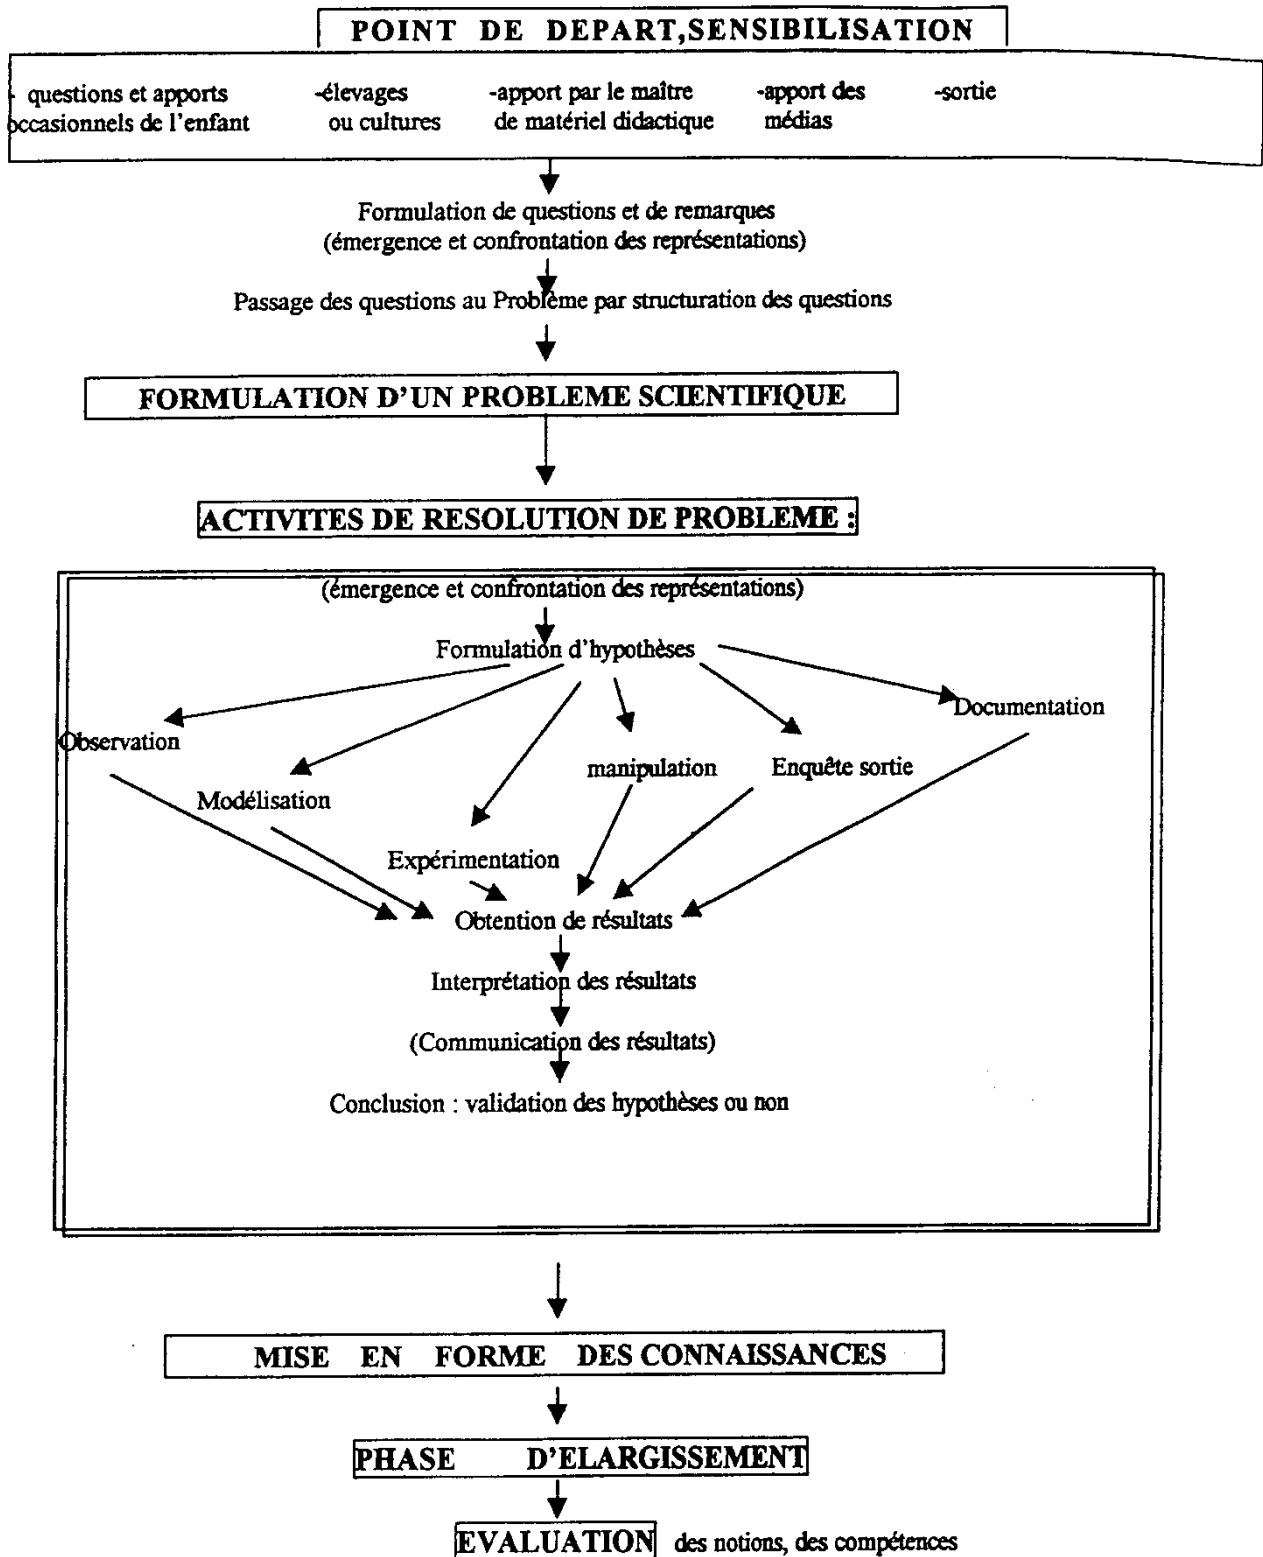 POINT DE DEPART,SENSIBILISATION
- questions et apports -élevages -apport par le maître -apport des -sortie
occasionnels de l'enfant ou cultures de matériel didactique médias
Formulation de questions et de remarques
(émergence et confrontation des représentations)
Passage des questions au Problème par structuration des questions
FORMULATION D'UN PROBLEME SCIENTIFIQUE
ACTIVITES DE RESOLUTION DE PROBLEME :
(émergence et confrontation des représentations)
Formulation d'hypothèses
Documentation
Observation
manipulation Enquête sortie
Modélisation
Expérimentation
Obtention de résultats
Interprétation des résultats
(Communication des résultats)
Conclusion : validation des hypothèses ou non
MISE EN FORME DES CONNAISSANCES
PHASE D'ELARGISSEMENT
EVALUATION des notions, des compétences